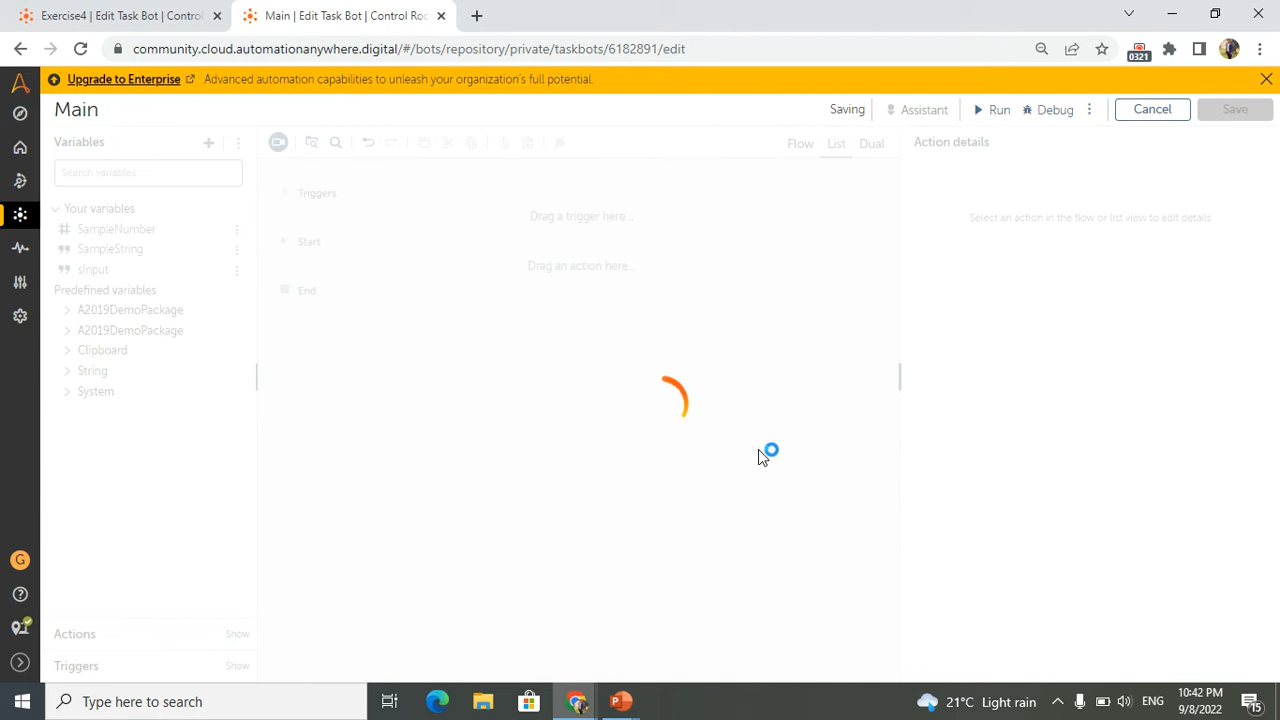 Exercise4 | Edit Task Bot | Control
Main | Edit Task Bot | Control Roo
community.cloud.automationanywhere.digital/#/bots/repository/private/taskbots/6182891/edit
0321
Upgrade to Enterprise Advanced automation capabilities to unleash your organization's full potential.
Main
Saving
Assistant
Run
Debug
Cancel
Save
Variables
Flow
List
Dual
Action details
Search variables
Triggers
Your variables
Drag a trigger here...
Select an action in the flow or list view to edit details
SampleNumber
Start
SampleString
Drag an action here...
sInput
Predefined variables
End
A2019DemoPackage
A2019DemoPackage
Clipboard
String
System
G
Actions
Show
Triggers
Show
Type here to search
21°C Light rain
ENG
10:42 PM
9/8/2022
15